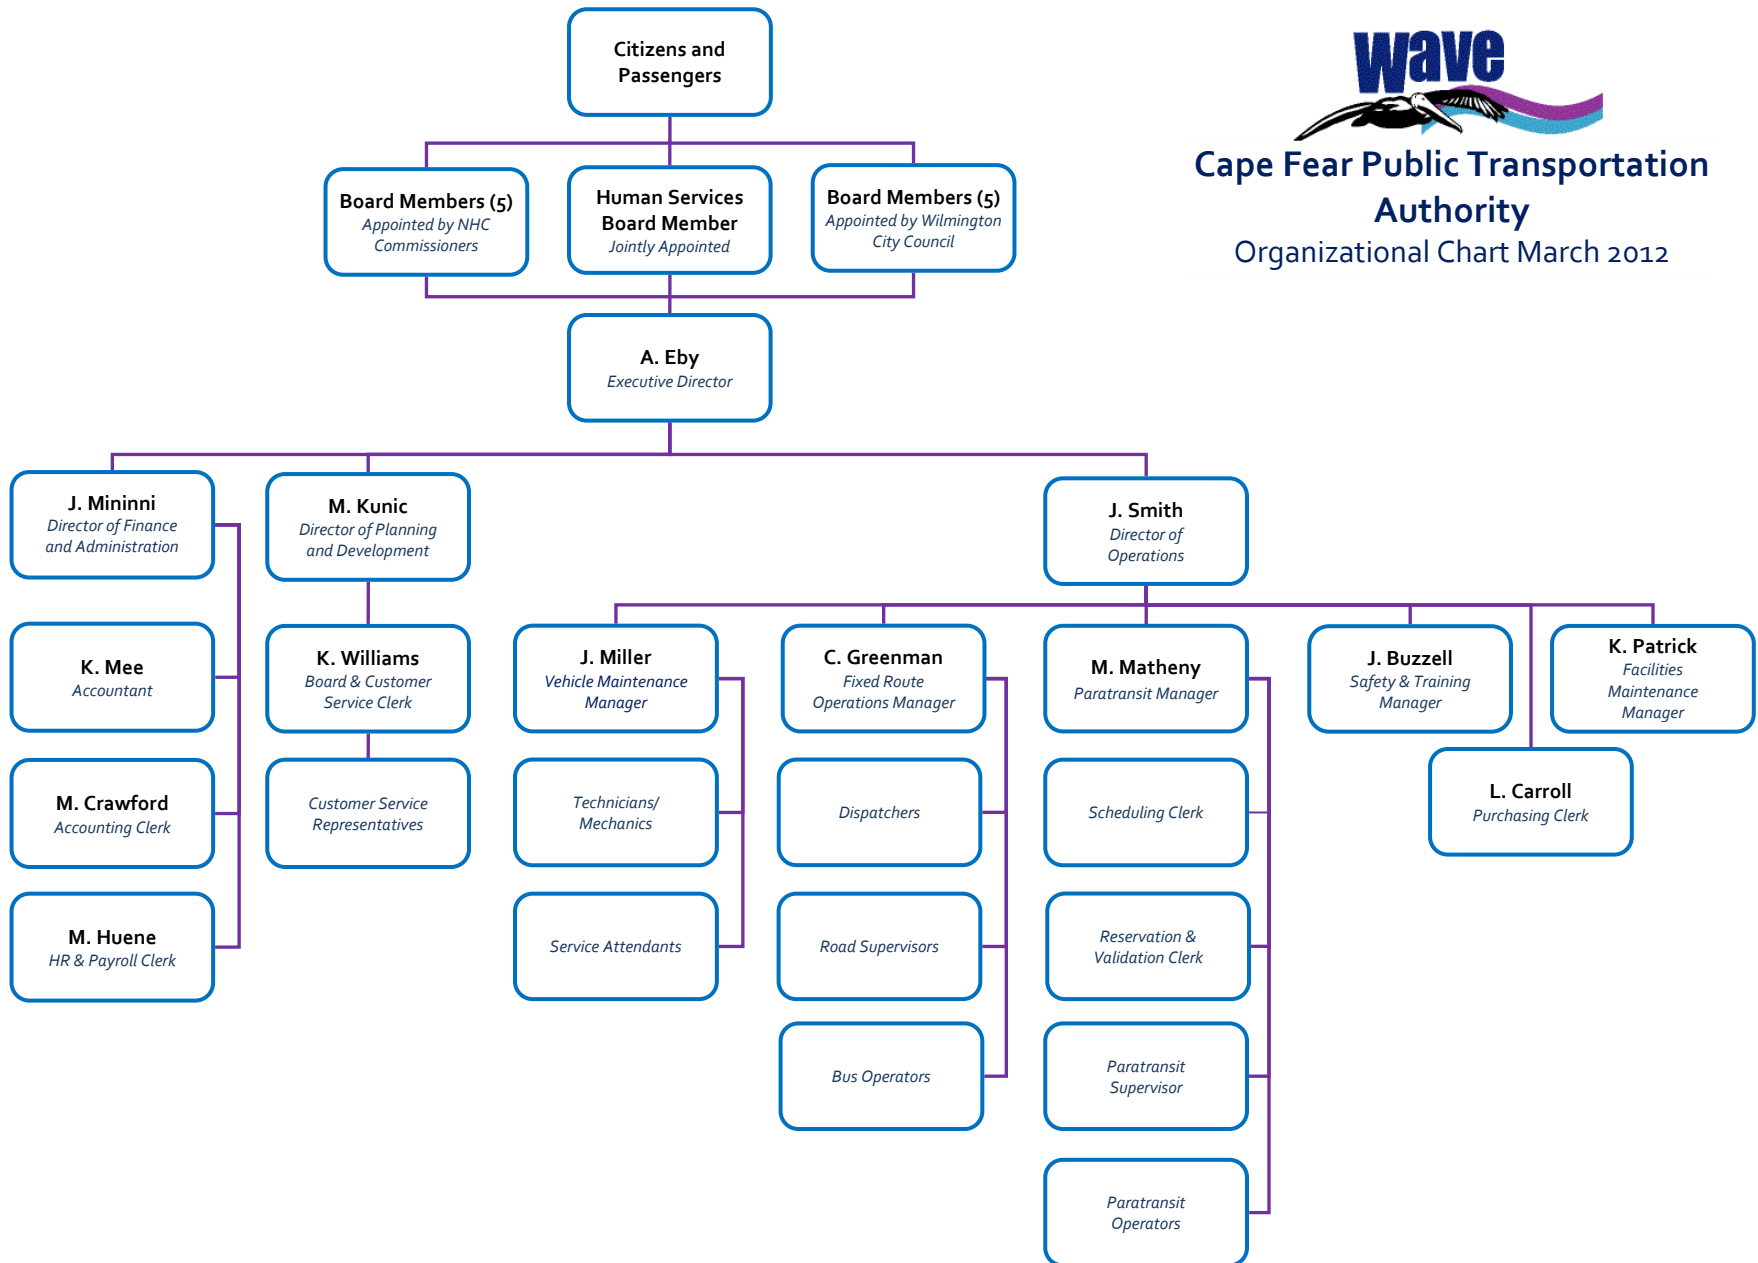 Citizens and
Passengers
wave
Cape Fear Public Transportation
Authority
Organizational Chart March 2012
Board Members (5)
Appointed by NHC
Commissioners
Human Services
Board Member
Jointly Appointed
Board Members (5)
Appointed by Wilmington
City Council
A. Eby
Executive Director
J. Mininni
Director of Finance
and Administration
M. Kunic
Director of Planning
and Development
J. Smith
Director of
Operations
K. Mee
Accountant
K. Williams
Board & Customer
Service Clerk
J. Miller
Vehicle Maintenance
Manager
C. Greenman
Fixed Route
Operations Manager
M. Matheny
Paratransit Manager
J. Buzzell
Safety & Training
Manager
K. Patrick
Facilities
Maintenance
Manager
M. Crawford
Accounting Clerk
Customer Service
Representatives
Technicians/
Mechanics
Dispatchers
Scheduling Clerk
L. Carroll
Purchasing Clerk
M. Huene
HR & Payroll Clerk
Service Attendants
Road Supervisors
Reservation &
Validation Clerk
Bus Operators
Paratransit
Supervisor
Paratransit
Operators